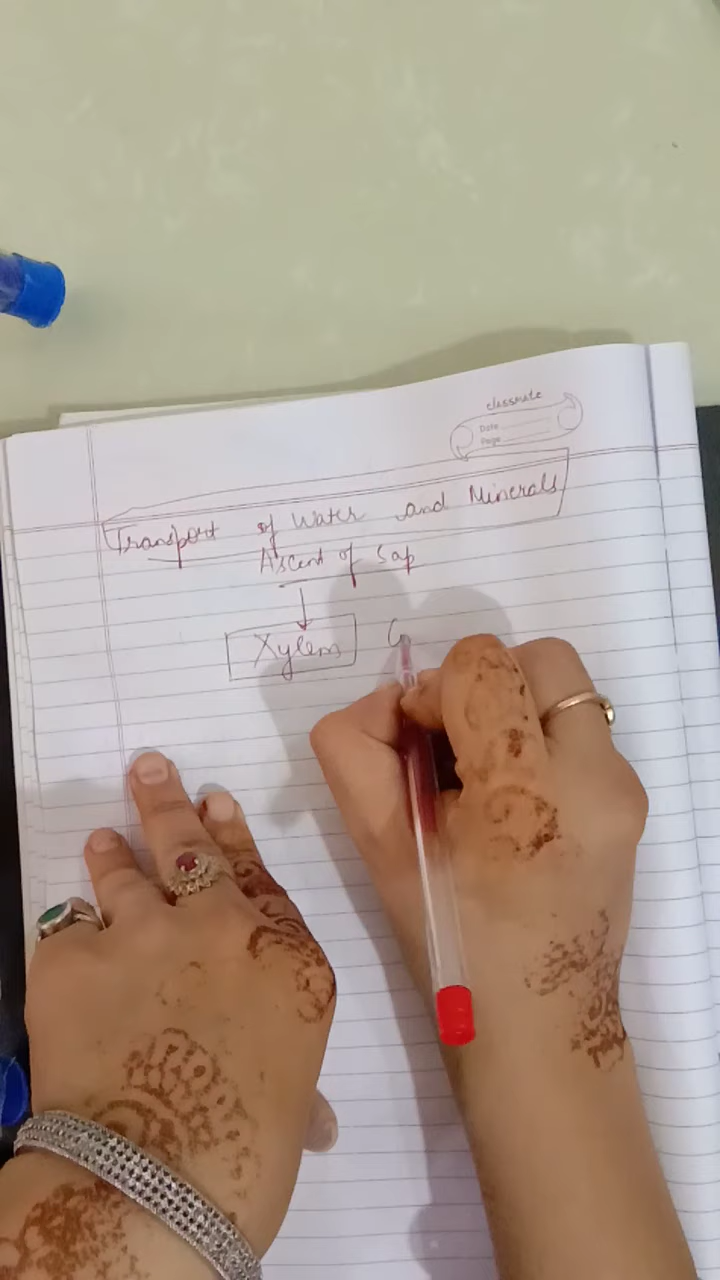 classmate
Date
Page
Transport of Water and Minerals
Ascent of Sap
Xylem